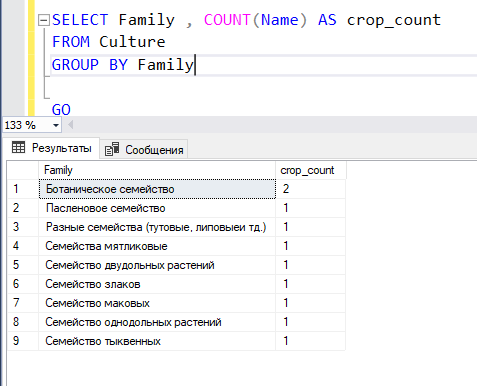 SELECT Family , COUNT(Name) AS crop_count
FROM Culture
GROUP BY Family
GO
133 %
Результаты Сообщения
Family crop_count
1 Ботаническое семейство 2
2 Пасленовое семейство 1
3 Разные семейства (тутовые, липовыеи тд.) 1
4 Семейства мятликовые 1
5 Семейство двудольных растений 1
6 Семейство злаков 1
7 Семейство маковых 1
8 Семейство однодольных растений 1
9 Семейство тыквенных 1